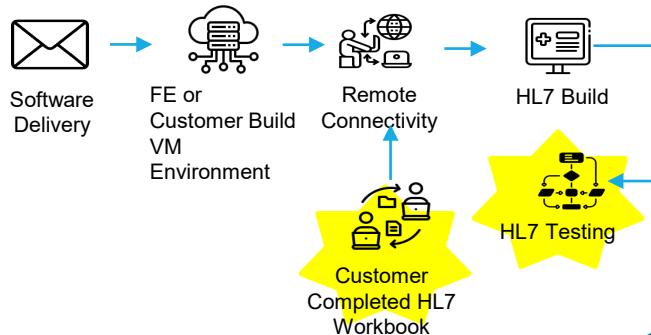 Software
Delivery
FE or
Customer Build
VM
Environment
Remote
Connectivity
HL7 Build
HL7 Testing
Customer
Completed HL7
Workbook